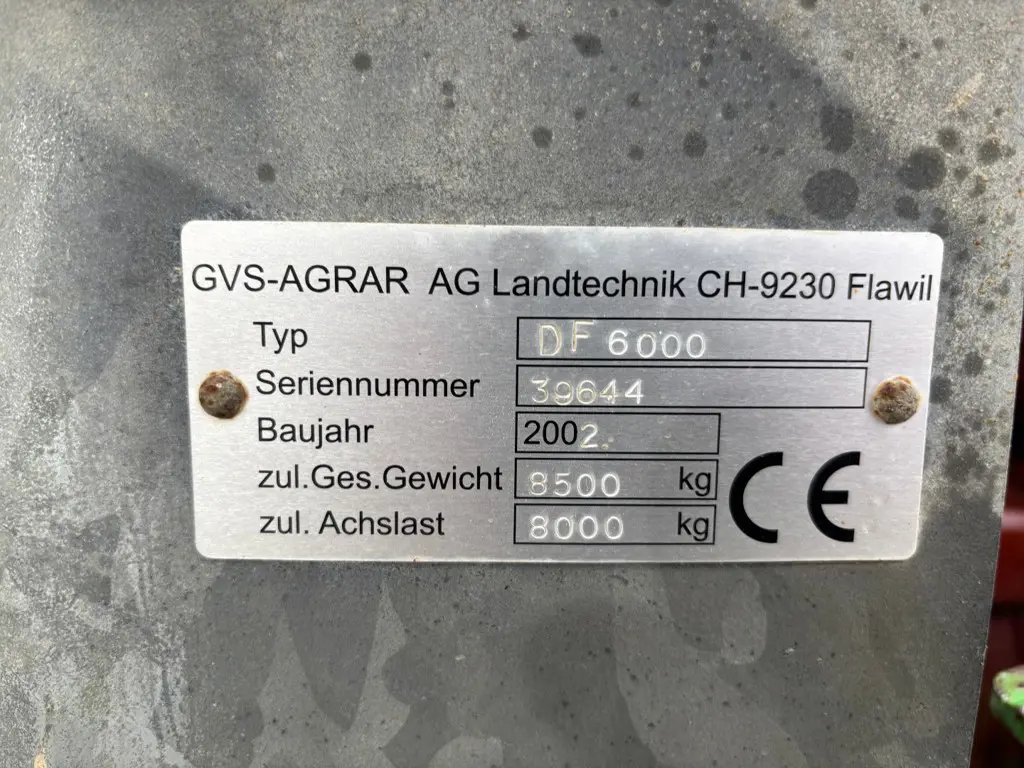 GVS-AGRAR AG Landtechnik CH-9230 Flawil
Typ DF 6000
Seriennummer 39644
Baujahr 2002.
zul.Ges.Gewicht 8500 kg
zul. Achslast 8000 kg
CE